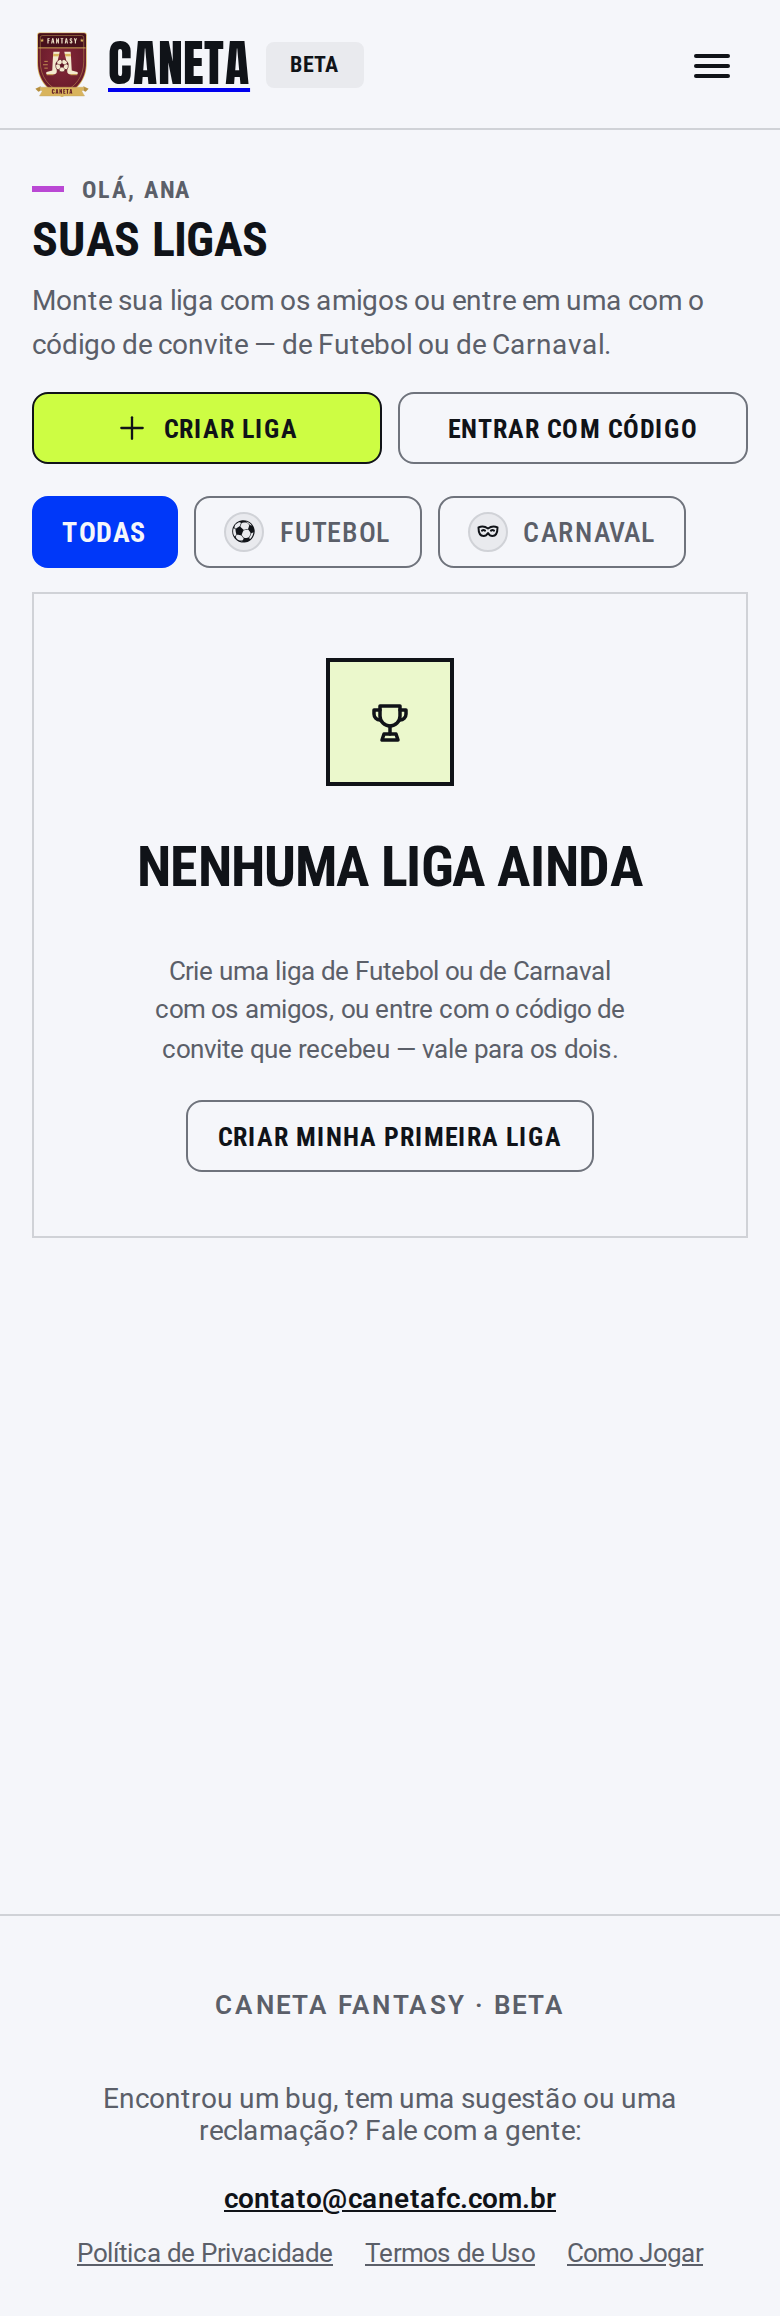 FANTASY
CANETA
CANETA
BETA
OLÁ, ANA
SUAS LIGAS
Monte sua liga com os amigos ou entre em uma com o
código de convite — de Futebol ou de Carnaval.
CRIAR LIGA
ENTRAR COM CÓDIGO
TODAS
FUTEBOL
CARNAVAL
NENHUMA LIGA AINDA
Crie uma liga de Futebol ou de Carnaval
com os amigos, ou entre com o código de
convite que recebeu — vale para os dois.
CRIAR MINHA PRIMEIRA LIGA
CANETA FANTASY · BETA
Encontrou um bug, tem uma sugestão ou uma
reclamação? Fale com a gente:
contato@canetafc.com.br
Política de Privacidade
Termos de Uso
Como Jogar